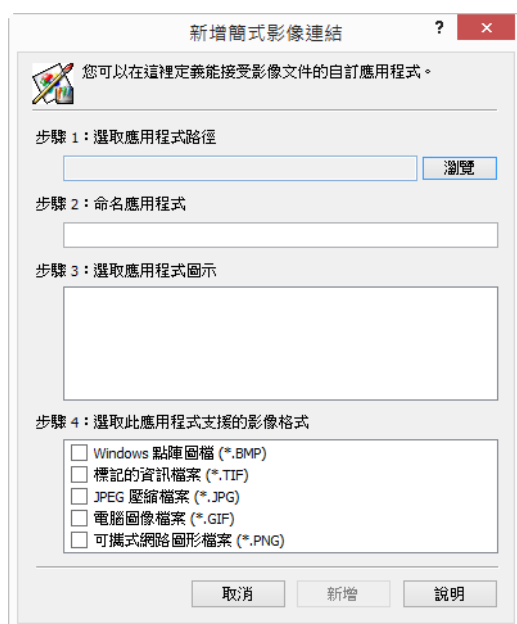 新增簡式影像連結
?
您可以在這裡定義能接受影像文件的自訂應用程式。
步驟 1：選取應用程式路徑
瀏覽
步驟 2：命名應用程式
步驟 3：選取應用程式圖示
步驟 4：選取此應用程式支援的影像格式
Windows 點陣圖檔 (*.BMP)
標記的資訊檔案 (*.TIF)
JPEG 壓縮檔案 (*.JPG)
電腦圖像檔案 (*.GIF)
可攜式網路圖形檔案 (*.PNG)
取消 新增 說明